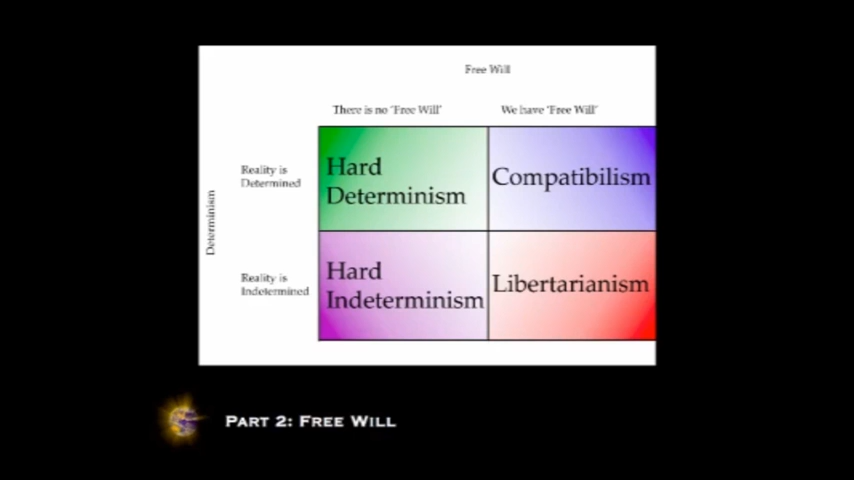 Free Will
There is no 'Free Will'
We have 'Free Will'
Determinism
Reality is
Determined
Hard
Determinism
Compatibilism
Reality is
Indetermined
Hard
Indeterminism
Libertarianism
PART 2: FREE WILL